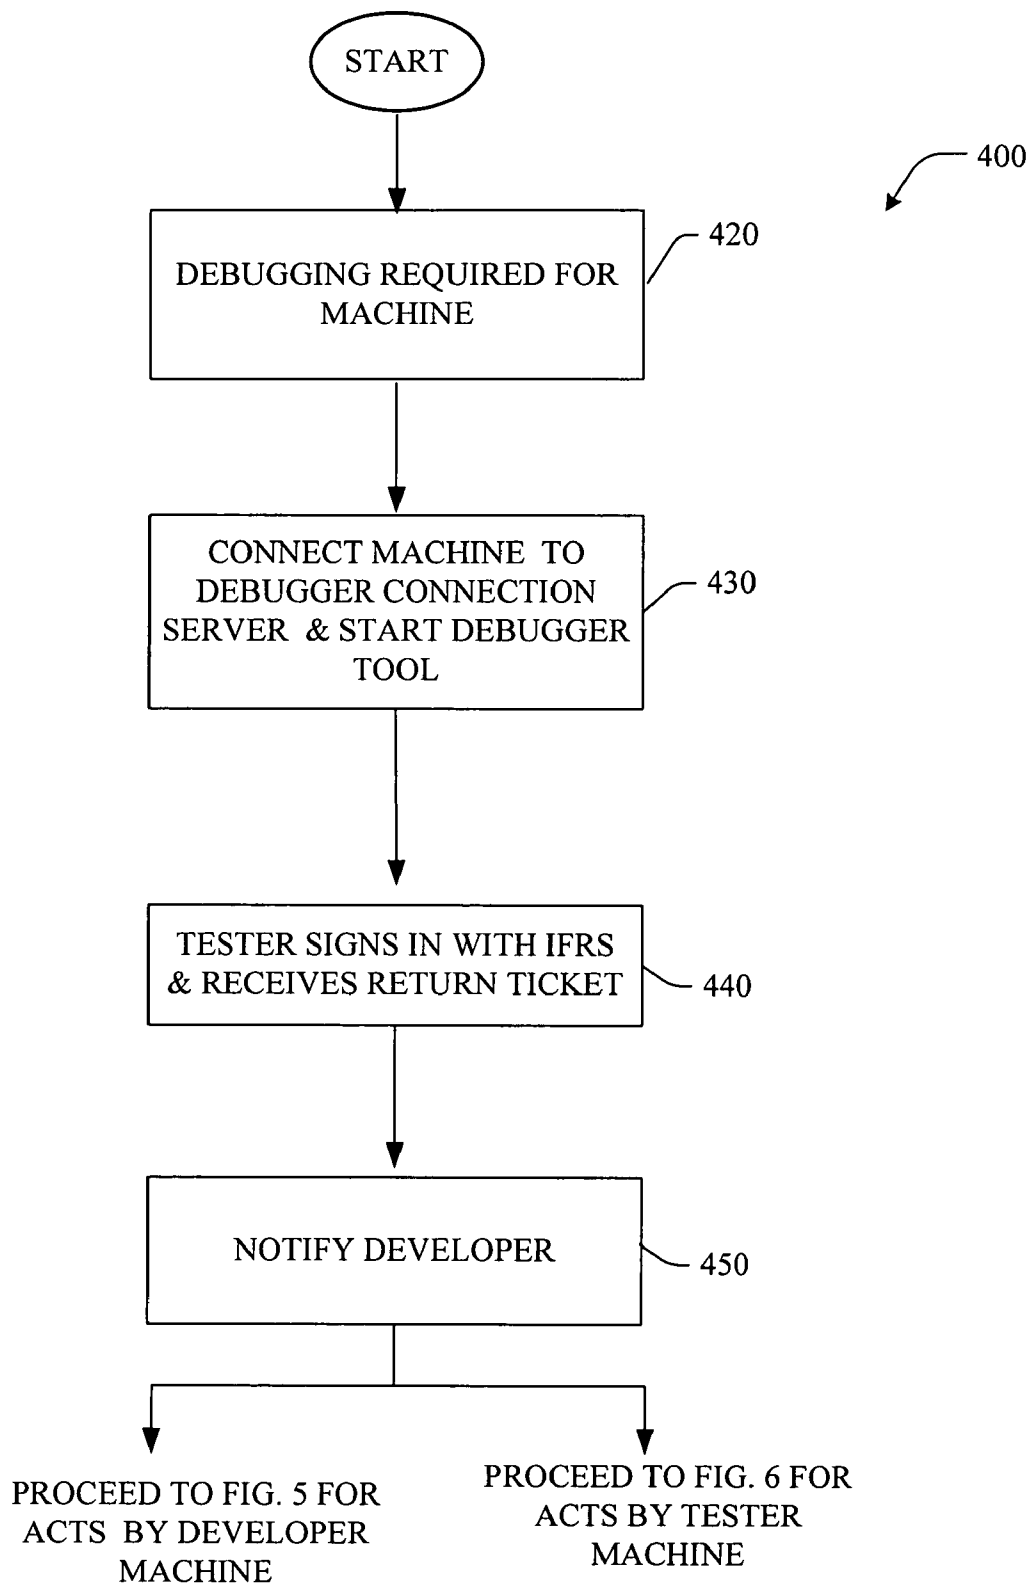 START
400
420
DEBUGGING REQUIRED FOR
MACHINE
CONNECT MACHINE TO
DEBUGGER CONNECTION
SERVER & START DEBUGGER
TOOL
430
TESTER SIGNS IN WITH IFRS
& RECEIVES RETURN TICKET
440
NOTIFY DEVELOPER
450
PROCEED TO FIG. 5 FOR
ACTS BY DEVELOPER
MACHINE
PROCEED TO FIG. 6 FOR
ACTS BY TESTER
MACHINE